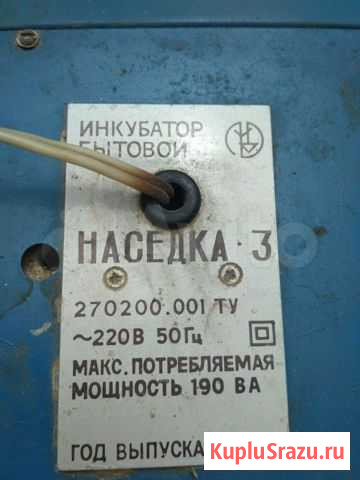 ИНКУБАТОР
БЫТОВОЙ
НАСЕДКА · 3
270200.001 ТУ
~220В 50Гц
МАКС. ПОТРЕБЛЯЕМАЯ
МОЩНОСТЬ 190 ВА
ГОД ВЫПУСКА
KupluSrazu.ru